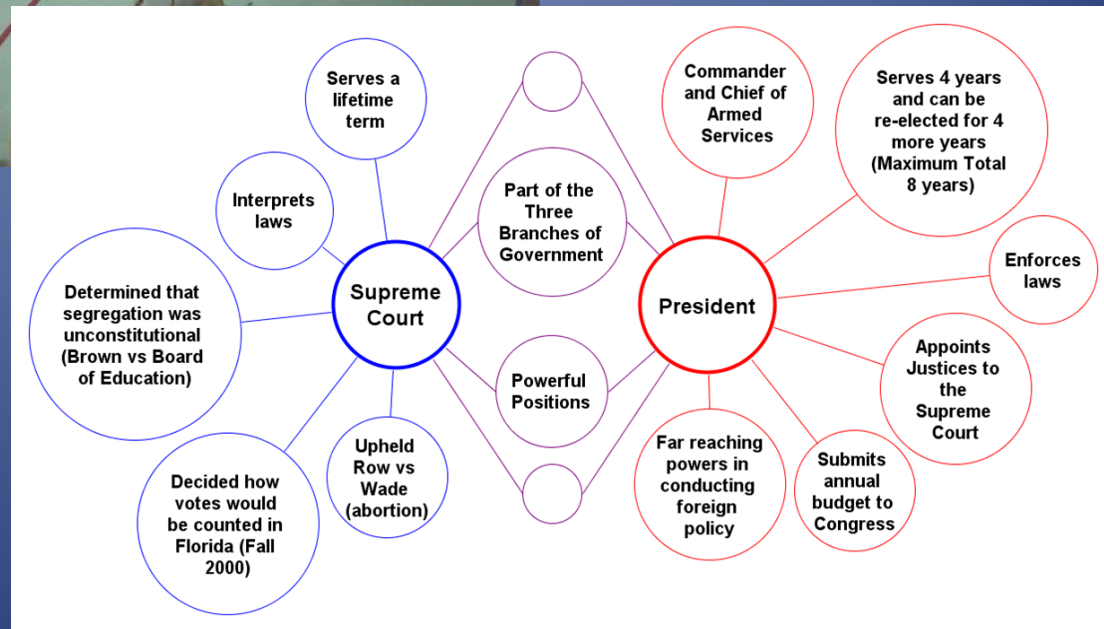 Serves a
lifetime
term
Interprets
laws
Determined that
segregation was
unconstitutional
(Brown vs Board
of Education)
Decided how
votes would
be counted in
Florida (Fall
2000)
Upheld
Row vs
Wade
(abortion)
Supreme
Court
Part of the
Three
Branches of
Government
Powerful
Positions
President
Commander
and Chief of
Armed
Services
Serves 4 years
and can be
re-elected for 4
more years
(Maximum Total
8 years)
Enforces
laws
Appoints
Justices to
the
Supreme
Court
Submits
annual
budget to
Congress
Far reaching
powers in
conducting
foreign
policy